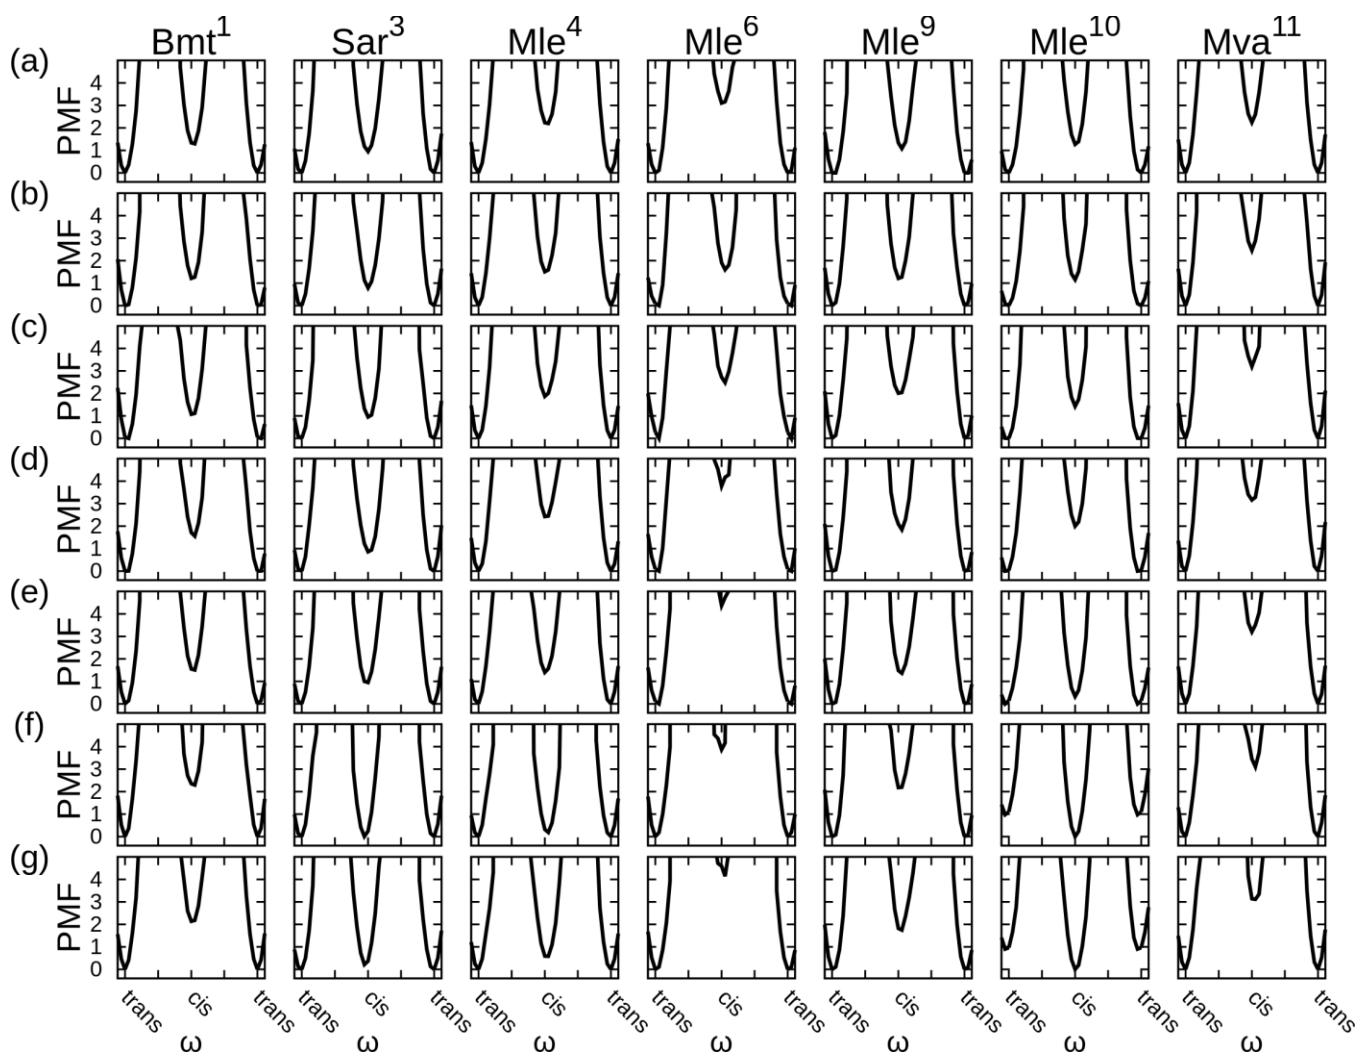 Bmt1 Sar3 Mle4 Mle6 Mle9 Mle10 Mva11
(a)
PMF
4
3
2
1
0
(b)
PMF
4
3
2
1
0
(c)
PMF
4
3
2
1
0
(d)
PMF
4
3
2
1
0
(e)
PMF
4
3
2
1
0
(f)
PMF
4
3
2
1
0
(g)
PMF
4
3
2
1
0
trans cis trans trans cis trans trans cis trans trans cis trans trans cis trans trans cis trans trans cis trans
ω ω ω ω ω ω ω